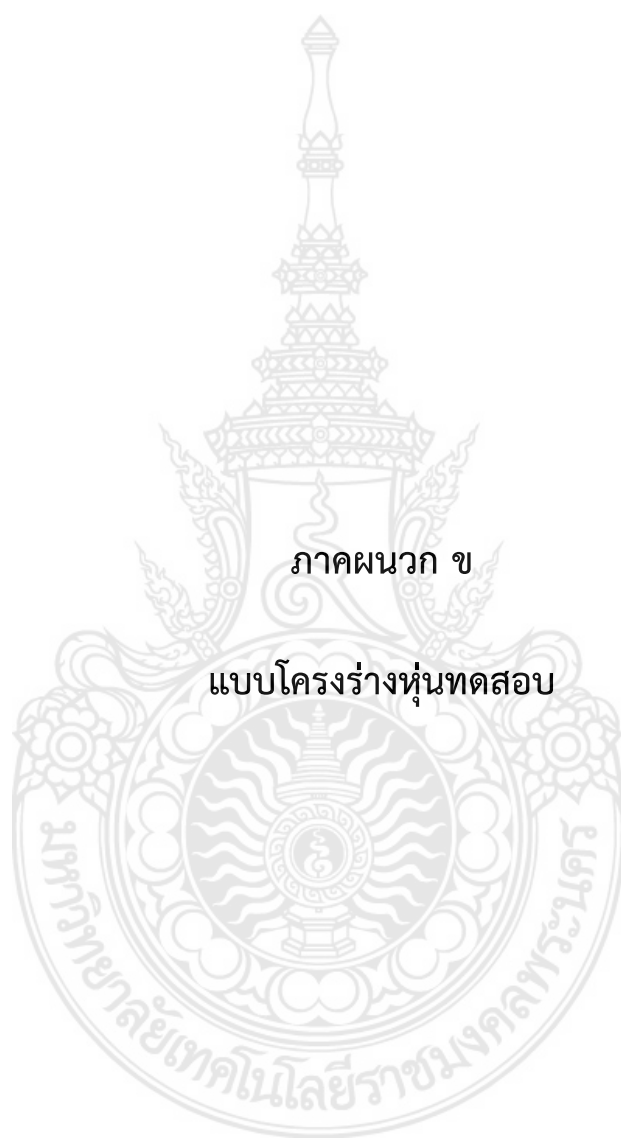 ภาคผนวก ข
แบบโครงร่างหุ่นทดสอบ
มหาวิทยาลัยเทคโนโลยีราชมงคลพระนคร